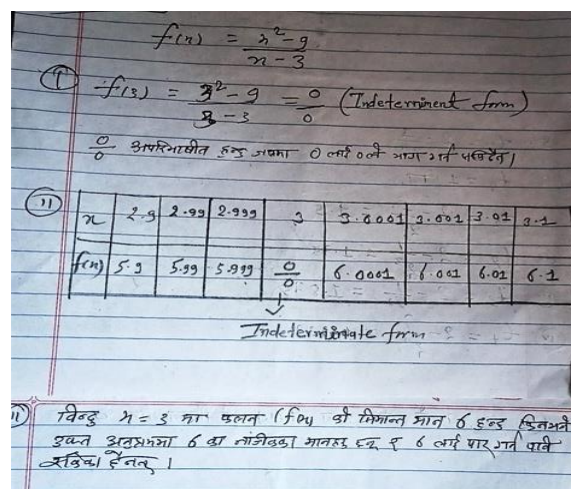 f(x) = x² - 9 / x - 3
(I) f(3) = 3² - 9 / 3 - 3 = 0/0 (Indeterminent form)
0/0 अपरिभाषीत हुन्छ जसमा 0 लाई 0 ले भाग गर्न सकिदैन।
(II) x 2.9 2.99 2.999 3 3.0001 3.001 3.01 3.1
f(x) 5.9 5.99 5.999 0/0 6.0001 6.001 6.01 6.1
Indeterminate form
विन्दु x = 3 मा फलन (f(x) को सिमान्त मान 6 हुन्छ किनभने
उक्त अनुक्रममा 6 का नजिकका मानहरु छन् र 6 लाई पार गर्न
सकेका छैनन् ।